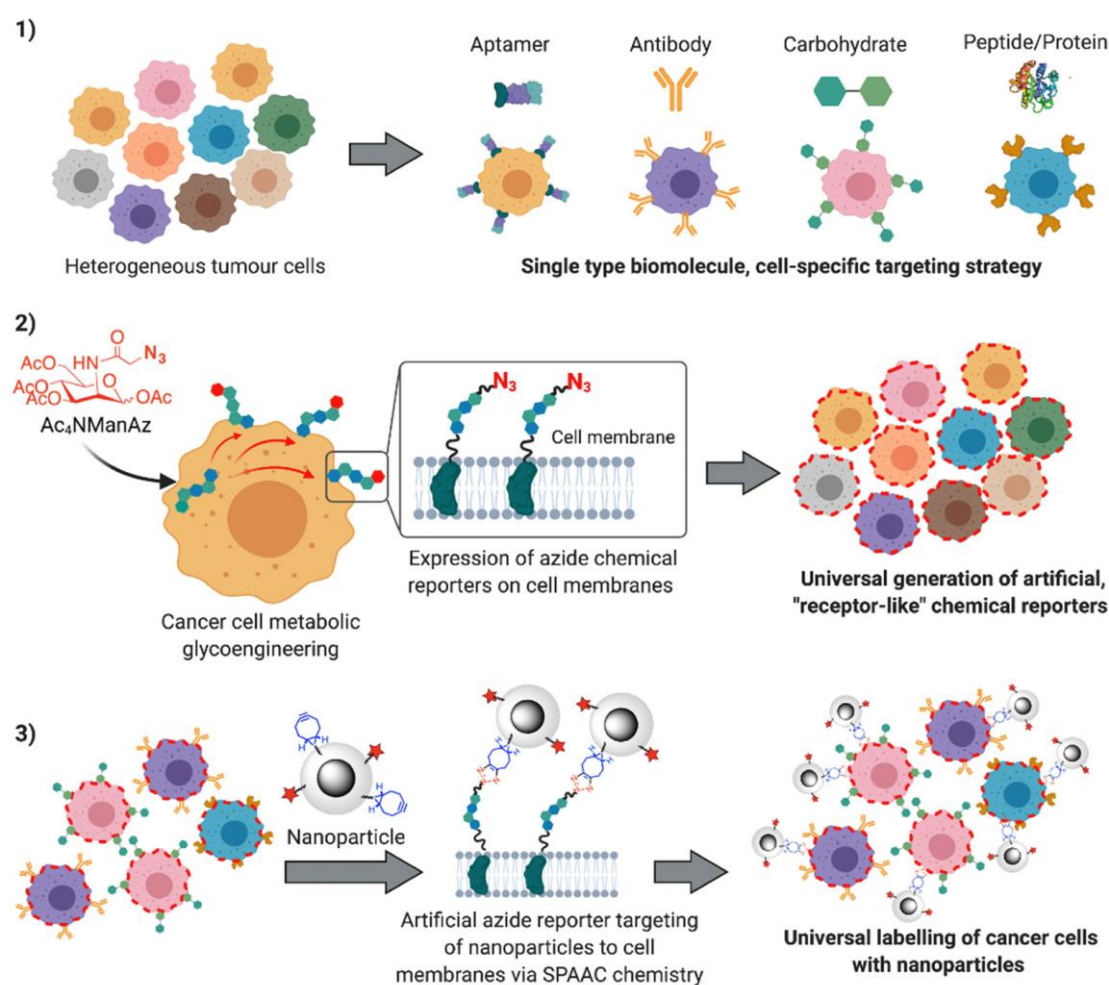 1)
Aptamer
Antibody
Carbohydrate
Peptide/Protein
Heterogeneous tumour cells
Single type biomolecule, cell-specific targeting strategy
2)
O
N3
HN
AcO
AcO
AcO
O
OAc
Ac4NManAz
N3
N3
Cell membrane
Expression of azide chemical
reporters on cell membranes
Cancer cell metabolic
glycoengineering
Universal generation of artificial,
"receptor-like" chemical reporters
3)
H
H
H
H
Nanoparticle
Artificial azide reporter targeting
of nanoparticles to cell
membranes via SPAAC chemistry
Universal labelling of cancer cells
with nanoparticles